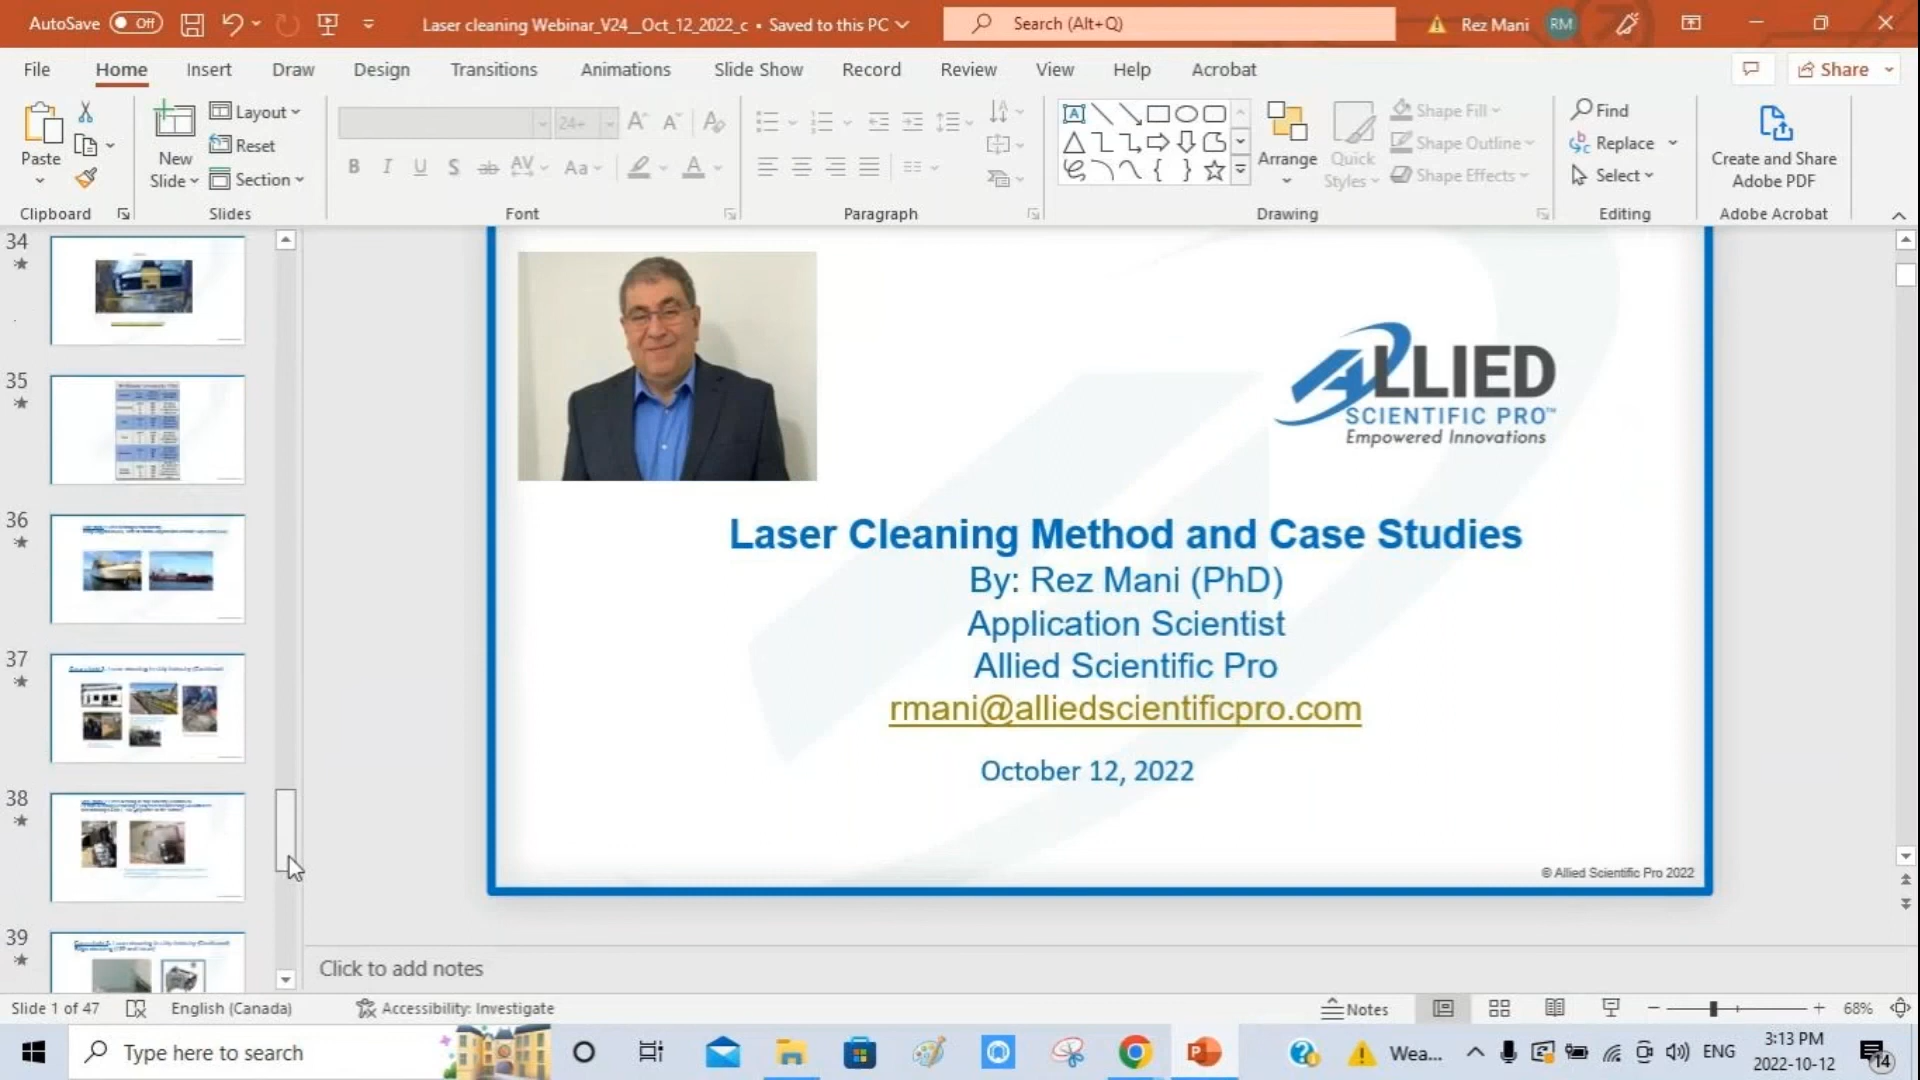 AutoSave Off
Laser cleaning Webinar_V24__Oct_12_2022_c • Saved to this PC
Search (Alt+Q)
Rez Mani RM
File Home Insert Draw Design Transitions Animations Slide Show Record Review View Help Acrobat
Share
Paste
New Slide
Layout
Reset
Section
24+
B I U S ab AV Aa A
Arrange
Quick Styles
Shape Fill
Shape Outline
Shape Effects
Find
Replace
Select
Create and Share Adobe PDF
Clipboard Slides Font Paragraph Drawing Editing Adobe Acrobat
34
35
36
37
38
39
ALLIED
SCIENTIFIC PRO™
Empowered Innovations
Laser Cleaning Method and Case Studies
By: Rez Mani (PhD)
Application Scientist
Allied Scientific Pro
rmani@alliedscientificpro.com
October 12, 2022
© Allied Scientific Pro 2022
Click to add notes
Slide 1 of 47 English (Canada) Accessibility: Investigate Notes 68%
Type here to search
Wea... ENG
3:13 PM
2022-10-12
14